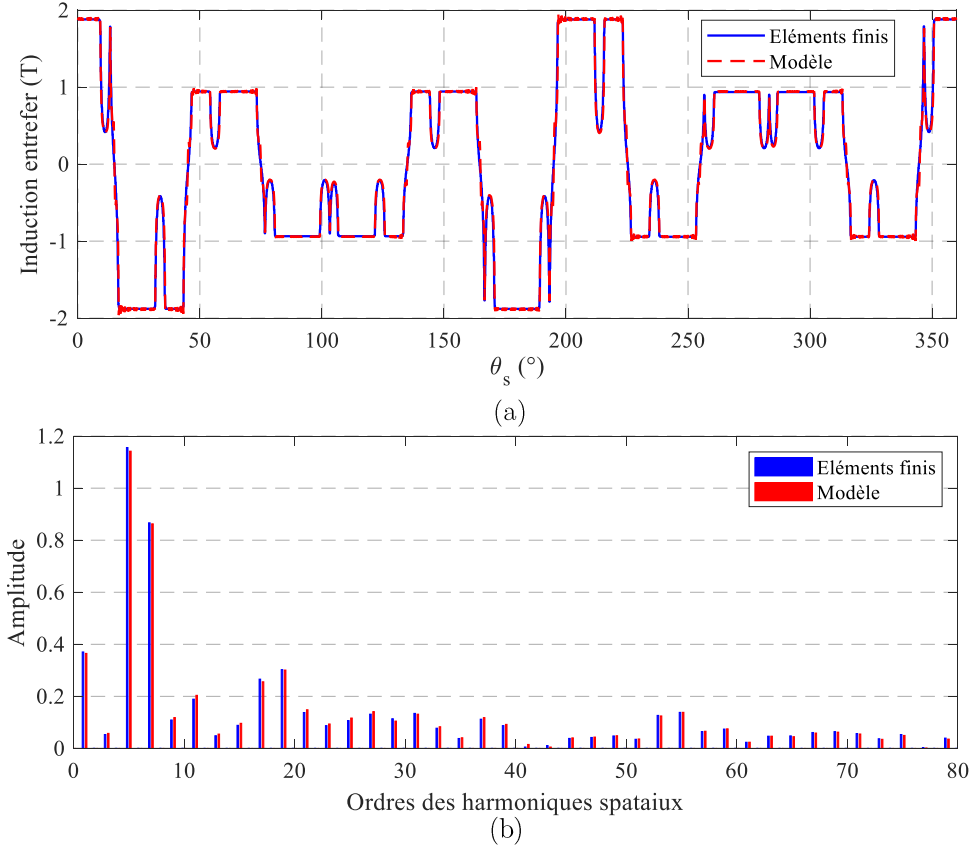 2
1
0
-1
-2
Induction entrefer (T)
Eléments finis
Modèle
0
50
100
150
200
250
300
350
θs (°)
(a)
1.2
1
0.8
0.6
0.4
0.2
0
Amplitude
Eléments finis
Modèle
0
10
20
30
40
50
60
70
80
Ordres des harmoniques spataiux
(b)